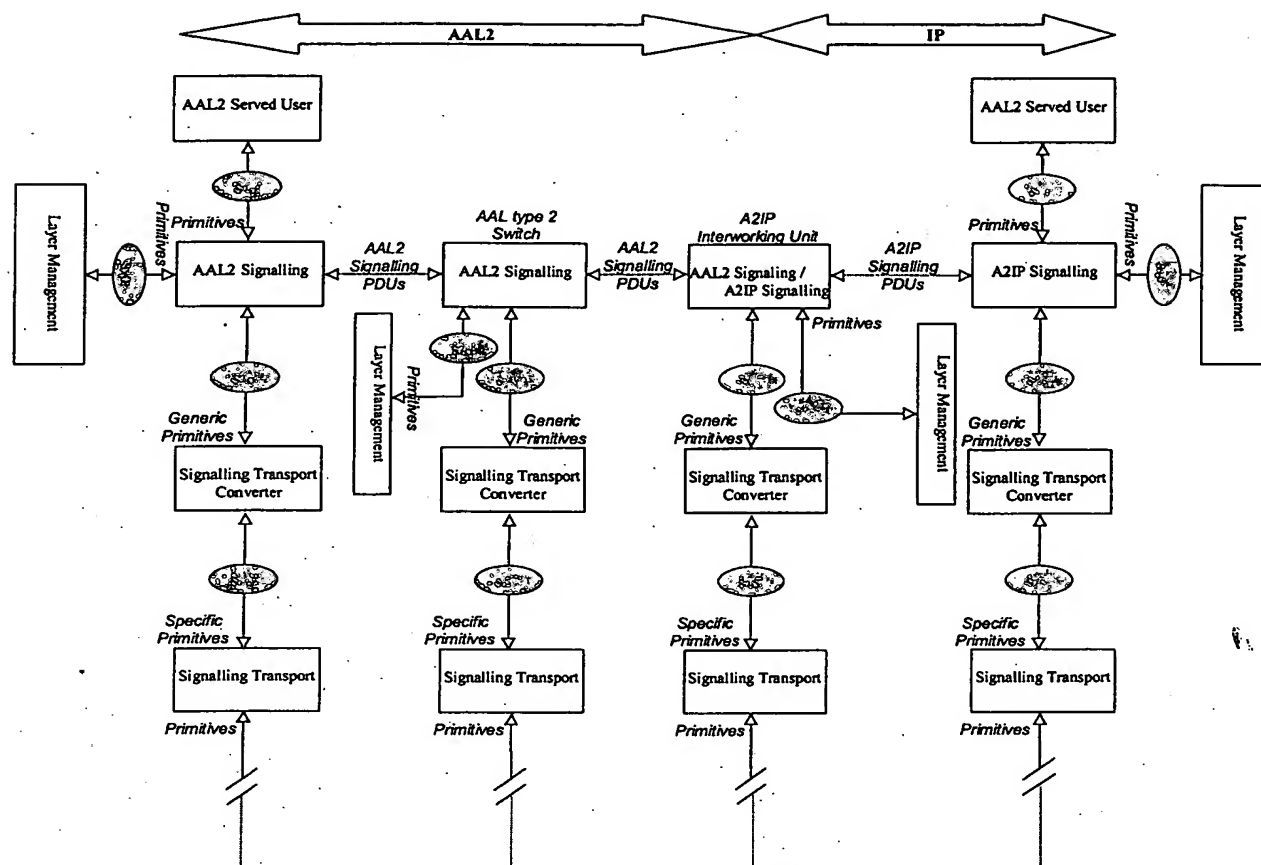 AAL2
IP
AAL2 Served User
AAL2 Served User
Layer Management
Primitives
Primitives
AAL2 Signalling
AAL2
Signalling
PDUs
AAL type 2
Switch
AAL2 Signalling
AAL2
Signalling
PDUs
A2IP
Interworking Unit
AAL2 Signaling /
A2IP Signalling
A2IP
Signalling
PDUs
Primitives
A2IP Signalling
Primitives
Layer Management
Layer Management
Primitives
Primitives
Layer Management
Generic
Primitives
Generic
Primitives
Generic
Primitives
Generic
Primitives
Signalling Transport
Converter
Signalling Transport
Converter
Signalling Transport
Converter
Signalling Transport
Converter
Specific
Primitives
Specific
Primitives
Specific
Primitives
Specific
Primitives
Signalling Transport
Signalling Transport
Signalling Transport
Signalling Transport
Primitives
Primitives
Primitives
Primitives